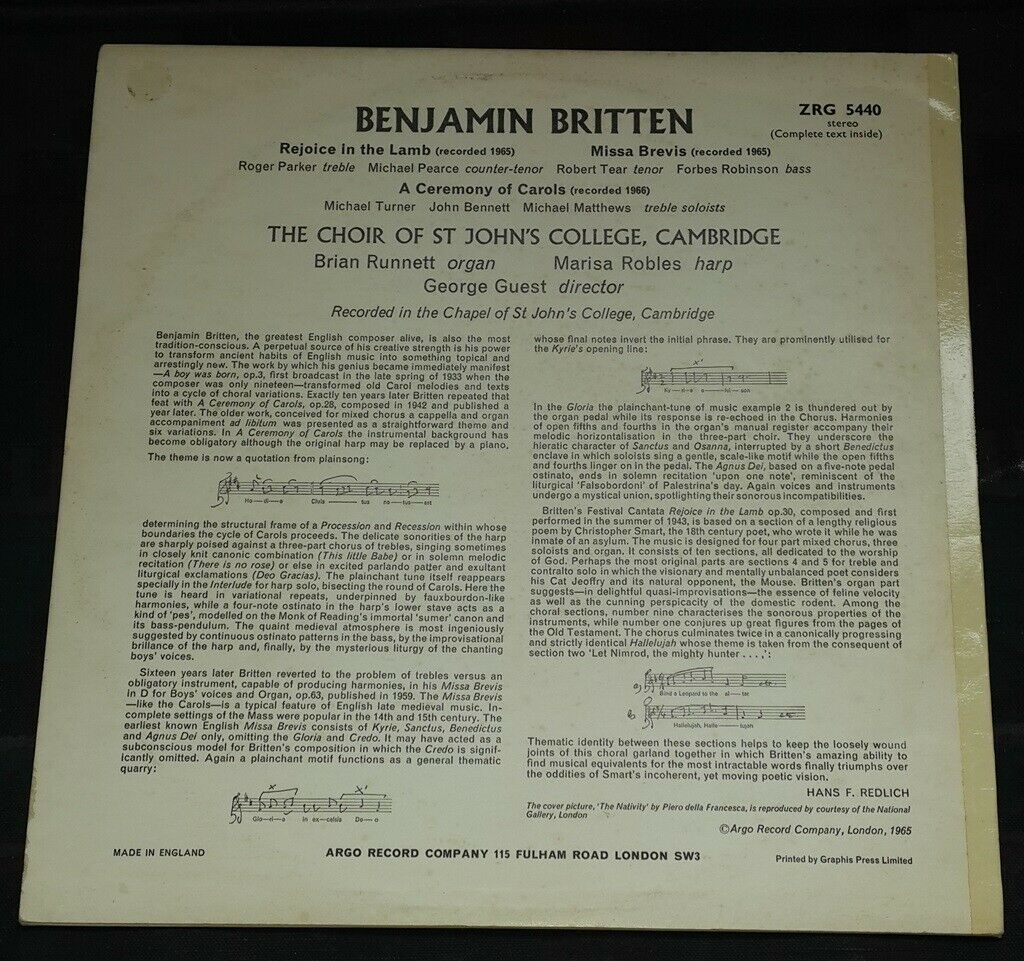 BENJAMIN BRITTEN
ZRG 5440
stereo
(Complete text inside)
Rejoice in the Lamb (recorded 1965) Missa Brevis (recorded 1965)
Roger Parker treble Michael Pearce counter-tenor Robert Tear tenor Forbes Robinson bass
A Ceremony of Carols (recorded 1966)
Michael Turner John Bennett Michael Matthews treble soloists
THE CHOIR OF ST JOHN'S COLLEGE, CAMBRIDGE
Brian Runnett organ Marisa Robles harp
George Guest director
Recorded in the Chapel of St John's College, Cambridge
Benjamin Britten, the greatest English composer alive, is also the most
tradition-conscious. A perpetual source of his creative strength is his power
to transform ancient habits of English music into something topical and
arrestingly new. The work by which his genius became immediately manifest
—A boy was born, op.3, first broadcast in the late spring of 1933 when the
composer was only nineteen—transformed old Carol melodies and texts
into a cycle of choral variations. Exactly ten years later Britten repeated that
feat with A Ceremony of Carols, op.28, composed in 1942 and published a
year later. The older work, conceived for mixed chorus a cappella and organ
accompaniment ad libitum was presented as a straightforward theme and
six variations. In A Ceremony of Carols the instrumental background has
become obligatory although the original harp may be replaced by a piano.
The theme is now a quotation from plainsong:
Ho—di—e Chris—tus na—tus—est
determining the structural frame of a Procession and Recession within whose
boundaries the cycle of Carols proceeds. The delicate sonorities of the harp
are sharply poised against a three-part chorus of trebles, singing sometimes
in closely knit canonic combination (This little Babe) or in solemn melodic
recitation (There is no rose) or else in excited parlando patter and exultant
liturgical exclamations (Deo Gracias). The plainchant tune itself reappears
specially in the Interlude for harp solo, bisecting the round of Carols. Here the
tune is heard in variational repeats, underpinned by fauxbourdon-like
harmonies, while a four-note ostinato in the harp's lower stave acts as a
kind of 'pes', modelled on the Monk of Reading's immortal 'sumer' canon and
its bass-pendulum. The quaint medieval atmosphere is most ingeniously
suggested by continuous ostinato patterns in the bass, by the improvisational
brilliance of the harp and, finally, by the mysterious liturgy of the chanting
boys' voices.
Sixteen years later Britten reverted to the problem of trebles versus an
obligatory instrument, capable of producing harmonies, in his Missa Brevis
in D for Boys' voices and Organ, op.63, published in 1959. The Missa Brevis
—like the Carols—is a typical feature of English late medieval music. In-
complete settings of the Mass were popular in the 14th and 15th century. The
earliest known English Missa Brevis consists of Kyrie, Sanctus, Benedictus
and Agnus Dei only, omitting the Gloria and Credo. It may have acted as a
subconscious model for Britten's composition in which the Credo is signif-
icantly omitted. Again a plainchant motif functions as a general thematic
quarry:
x x'
Glo—ri—a in ex—celsis De—o
whose final notes invert the initial phrase. They are prominently utilised for
the Kyrie's opening line:
x'
Ky—ri—e e—lei—son
In the Gloria the plainchant-tune of music example 2 is thundered out by
the organ pedal while its response is re-echoed in the Chorus. Harmonies
of open fifths and fourths in the organ's manual register accompany their
melodic horizontalisation in the three-part choir. They underscore the
hieratic character of Sanctus and Osanna, interrupted by a short Benedictus
enclave in which soloists sing a gentle, scale-like motif while the open fifths
and fourths linger on in the pedal. The Agnus Dei, based on a five-note pedal
ostinato, ends in solemn recitation 'upon one note', reminiscent of the
liturgical 'Falsobordoni' of Palestrina's day. Again voices and instruments
undergo a mystical union, spotlighting their sonorous incompatibilities.
Britten's Festival Cantata Rejoice in the Lamb op.30, composed and first
performed in the summer of 1943, is based on a section of a lengthy religious
poem by Christopher Smart, the 18th century poet, who wrote it while he was
inmate of an asylum. The music is designed for four part mixed chorus, three
soloists and organ. It consists of ten sections, all dedicated to the worship
of God. Perhaps the most original parts are sections 4 and 5 for treble and
contralto solo in which the visionary and mentally unbalanced poet considers
his Cat Jeoffry and its natural opponent, the Mouse. Britten's organ part
suggests—in delightful quasi-improvisations—the essence of feline velocity
as well as the cunning perspicacity of the domestic rodent. Among the
choral sections, number nine characterises the sonorous properties of the
instruments, while number one conjures up great figures from the pages of
the Old Testament. The chorus culminates twice in a canonically progressing
and strictly identical Hallelujah whose theme is taken from the consequent of
section two 'Let Nimrod, the mighty hunter . . . .':
a)
Bind a Leopard to the al—tar
b)
Hallelujah, Halle—lujah
Thematic identity between these sections helps to keep the loosely wound
joints of this choral garland together in which Britten's amazing ability to
find musical equivalents for the most intractable words finally triumphs over
the oddities of Smart's incoherent, yet moving poetic vision.
HANS F. REDLICH
The cover picture, 'The Nativity' by Piero della Francesca, is reproduced by courtesy of the National
Gallery, London
©Argo Record Company, London, 1965
MADE IN ENGLAND
ARGO RECORD COMPANY 115 FULHAM ROAD LONDON SW3
Printed by Graphis Press Limited